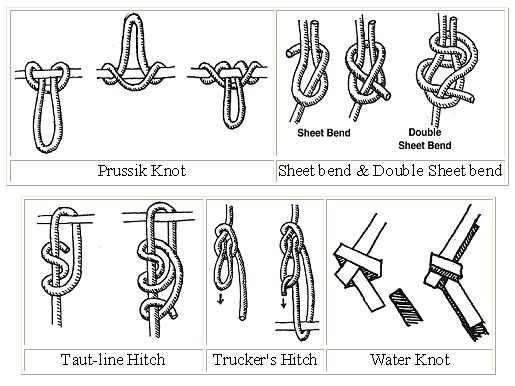 Sheet Bend
Double
Sheet Bend
Prussik Knot
Sheet bend & Double Sheet bend
Taut-line Hitch
Trucker's Hitch
Water Knot